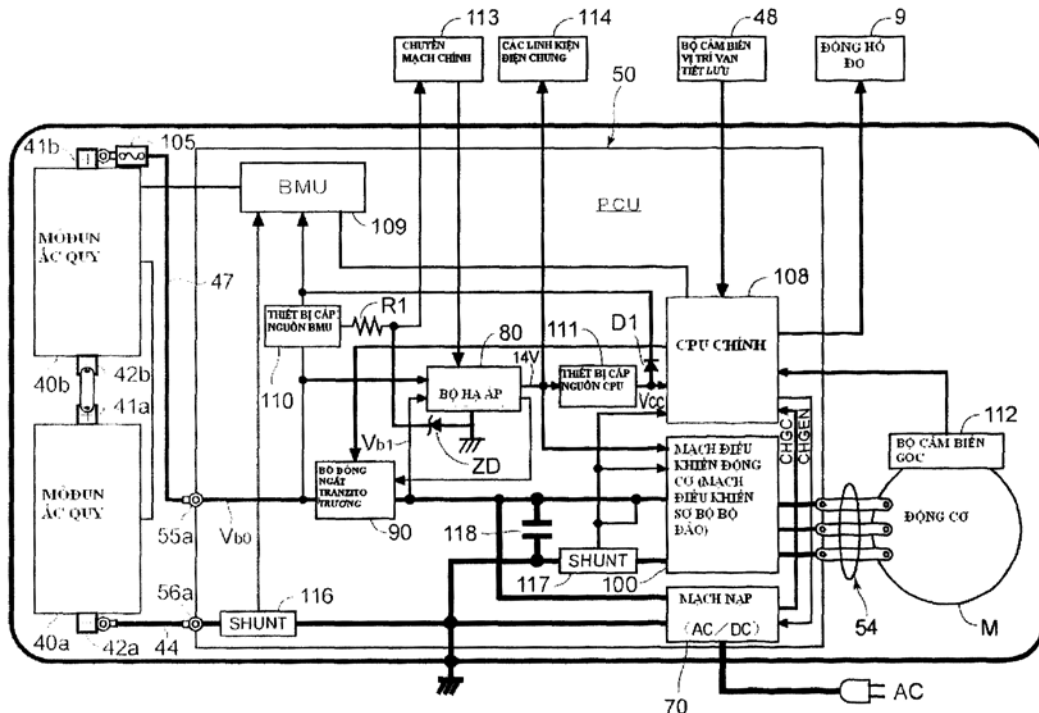 113
114
48
9
CHUYỂN
MẠCH CHÍNH
CÁC LINH KIỆN
ĐIỆN CHUNG
BỘ CẢM BIẾN
VỊ TRÍ VAN
TIẾT LƯU
ĐỒNG HỒ
ĐO
50
41b
105
BMU
109
PCU
MÔĐUN
ẮC QUY
47
108
R1
THIẾT BỊ CẤP
NGUỒN BMU
110
80
111
D1
CPU CHÍNH
14V
THIẾT BỊ CẤP
NGUỒN CPU
BỘ HẠ ÁP
Vcc
40b
42b
41a
112
BỘ CẢM BIẾN
GÓC
CHGC
CHGEN
Vb1
ZD
MÔĐUN
ẮC QUY
BỘ ĐÓNG
NGẮT
TRANZITO
TRƯỜNG
90
MẠCH ĐIỀU
KHIỂN ĐỘNG
CƠ (MẠCH
ĐIỀU KHIỂN
SƠ BỘ BỘ
ĐẢO)
ĐỘNG CƠ
55a
Vb0
118
117
SHUNT
100
56a
116
SHUNT
MẠCH NẠP
(AC/DC)
54
M
40a
42a
44
70
AC